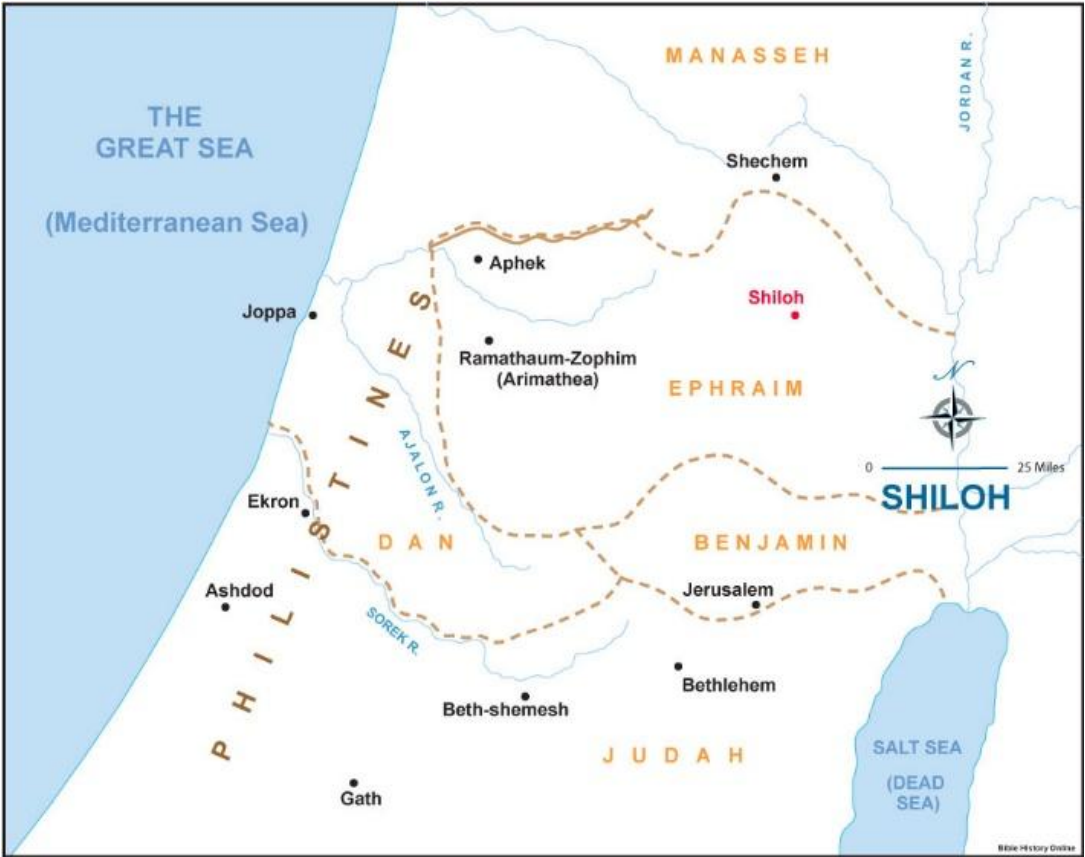 MANASSEH
JORDAN R.
THE
GREAT SEA
(Mediterranean Sea)
Shechem
Aphek
Shiloh
Joppa
Ramathaum-Zophim
(Arimathea)
EPHRAIM
N
PHILISTINES
AJALON R.
0 25 Miles
SHILOH
Ekron
DAN
BENJAMIN
Ashdod
Jerusalem
SOREK R.
Bethlehem
Beth-shemesh
JUDAH
SALT SEA
(DEAD
SEA)
Gath
Bible History Online